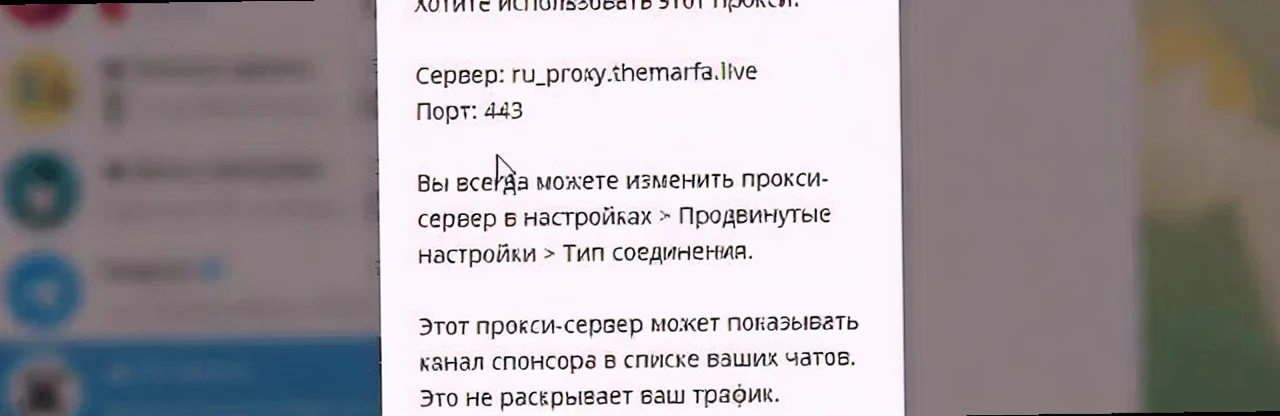 Хотите использовать этот прокси?
Сервер: ru_proxy.themarfa.live
Порт: 443
Вы всегда можете изменить прокси-
сервер в настройках > Продвинутые
настройки > Тип соединения.
Этот прокси-сервер может показывать
канал спонсора в списке ваших чатов.
Это не раскрывает ваш трафик.